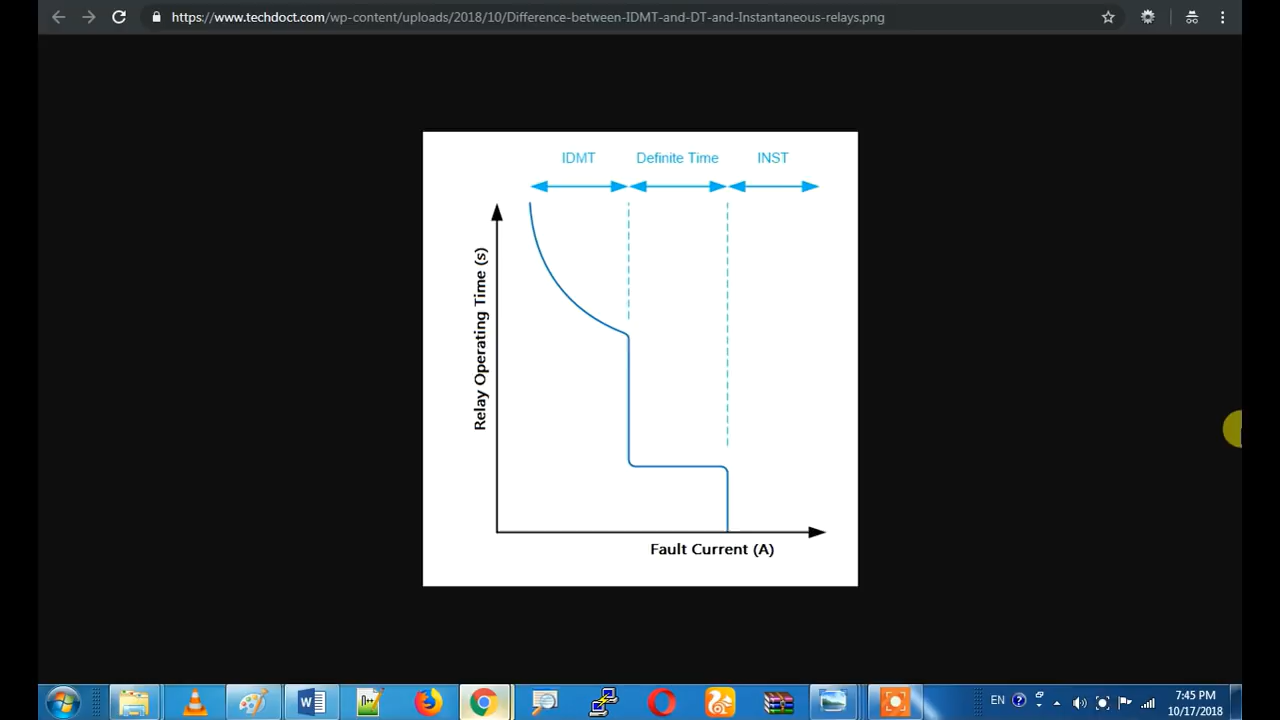 https://www.techdoct.com/wp-content/uploads/2018/10/Difference-between-IDMT-and-DT-and-Instantaneous-relays.png
IDMT Definite Time INST
Relay Operating Time (s)
Fault Current (A)
EN
7:45 PM
10/17/2018